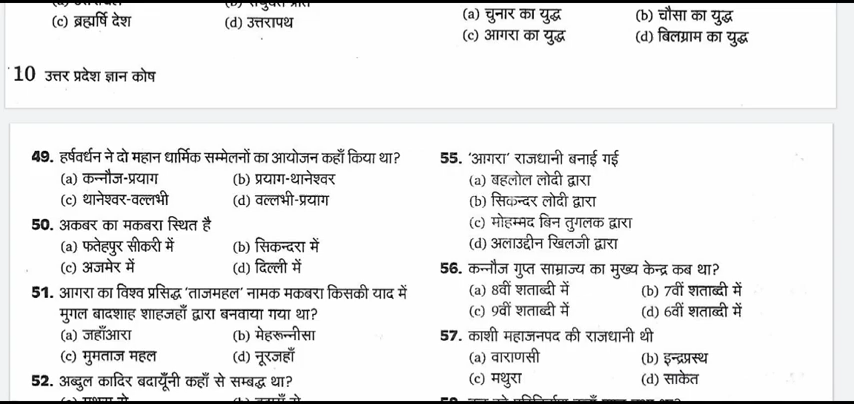 (c) ब्रह्मर्षि देश (d) उत्तरापथ
(a) चुनार का युद्ध (b) चौसा का युद्ध
(c) आगरा का युद्ध (d) बिलग्राम का युद्ध
10 उत्तर प्रदेश ज्ञान कोष
49. हर्षवर्धन ने दो महान धार्मिक सम्मेलनों का आयोजन कहाँ किया था?
(a) कन्नौज-प्रयाग (b) प्रयाग-थानेश्वर
(c) थानेश्वर-वल्लभी (d) वल्लभी-प्रयाग
50. अकबर का मकबरा स्थित है
(a) फतेहपुर सीकरी में (b) सिकन्दरा में
(c) अजमेर में (d) दिल्ली में
51. आगरा का विश्व प्रसिद्ध 'ताजमहल' नामक मकबरा किसकी याद में
मुगल बादशाह शाहजहाँ द्वारा बनवाया गया था?
(a) जहाँआरा (b) मेहरून्नीसा
(c) मुमताज महल (d) नूरजहाँ
52. अब्दुल कादिर बदायूँनी कहाँ से सम्बद्ध था?
55. 'आगरा' राजधानी बनाई गई
(a) बहलोल लोदी द्वारा
(b) सिकन्दर लोदी द्वारा
(c) मोहम्मद बिन तुगलक द्वारा
(d) अलाउद्दीन खिलजी द्वारा
56. कन्नौज गुप्त साम्राज्य का मुख्य केन्द्र कब था?
(a) 8वीं शताब्दी में (b) 7वीं शताब्दी में
(c) 9वीं शताब्दी में (d) 6वीं शताब्दी में
57. काशी महाजनपद की राजधानी थी
(a) वाराणसी (b) इन्द्रप्रस्थ
(c) मथुरा (d) साकेत